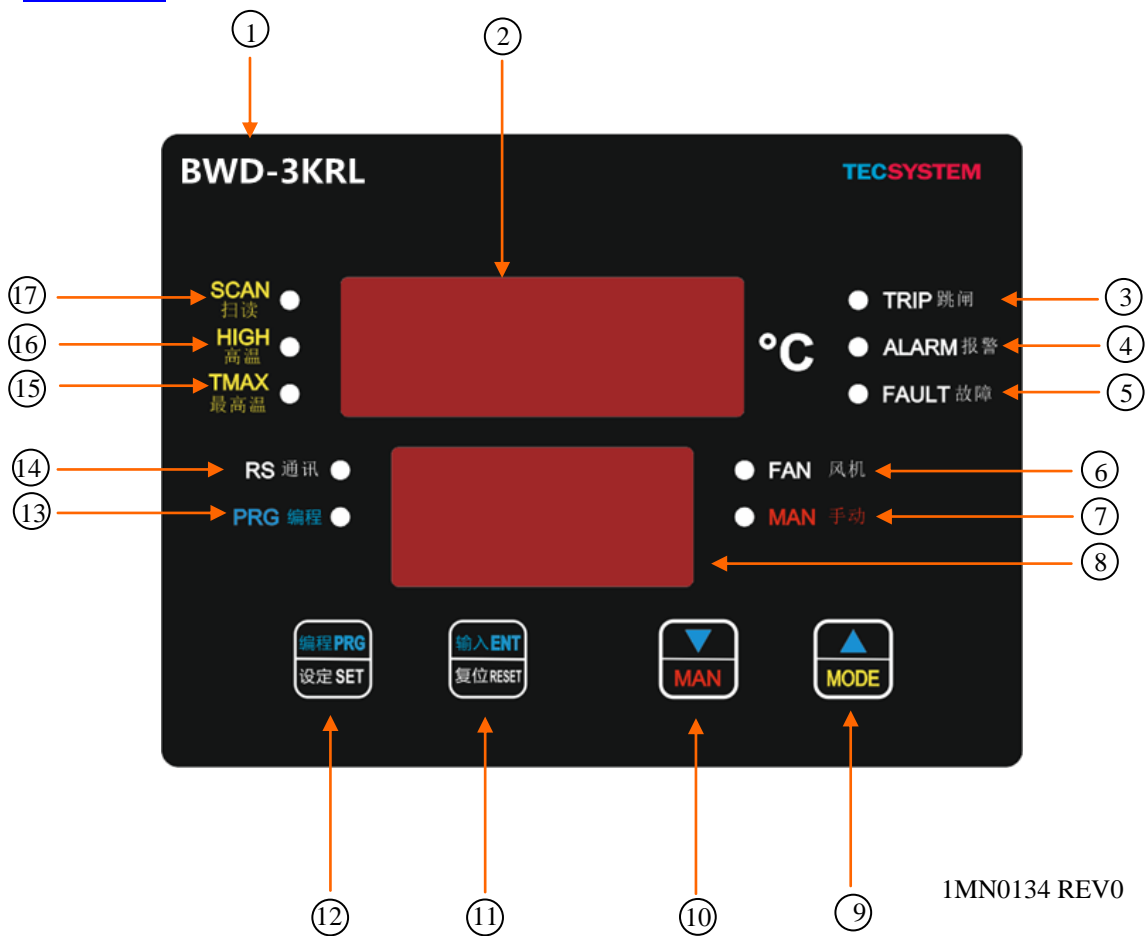 1
2
BWD-3KRL
TECSYSTEM
17
SCAN
扫读
TRIP 跳闸
3
16
HIGH
高温
°C
ALARM 报警
4
15
TMAX
最高温
FAULT 故障
5
14
RS 通讯
FAN 风机
6
13
PRG 编程
MAN 手动
7
8
编程PRG
设定 SET
输入ENT
复位RESET
MAN
MODE
12
11
10
9
1MN0134 REV0